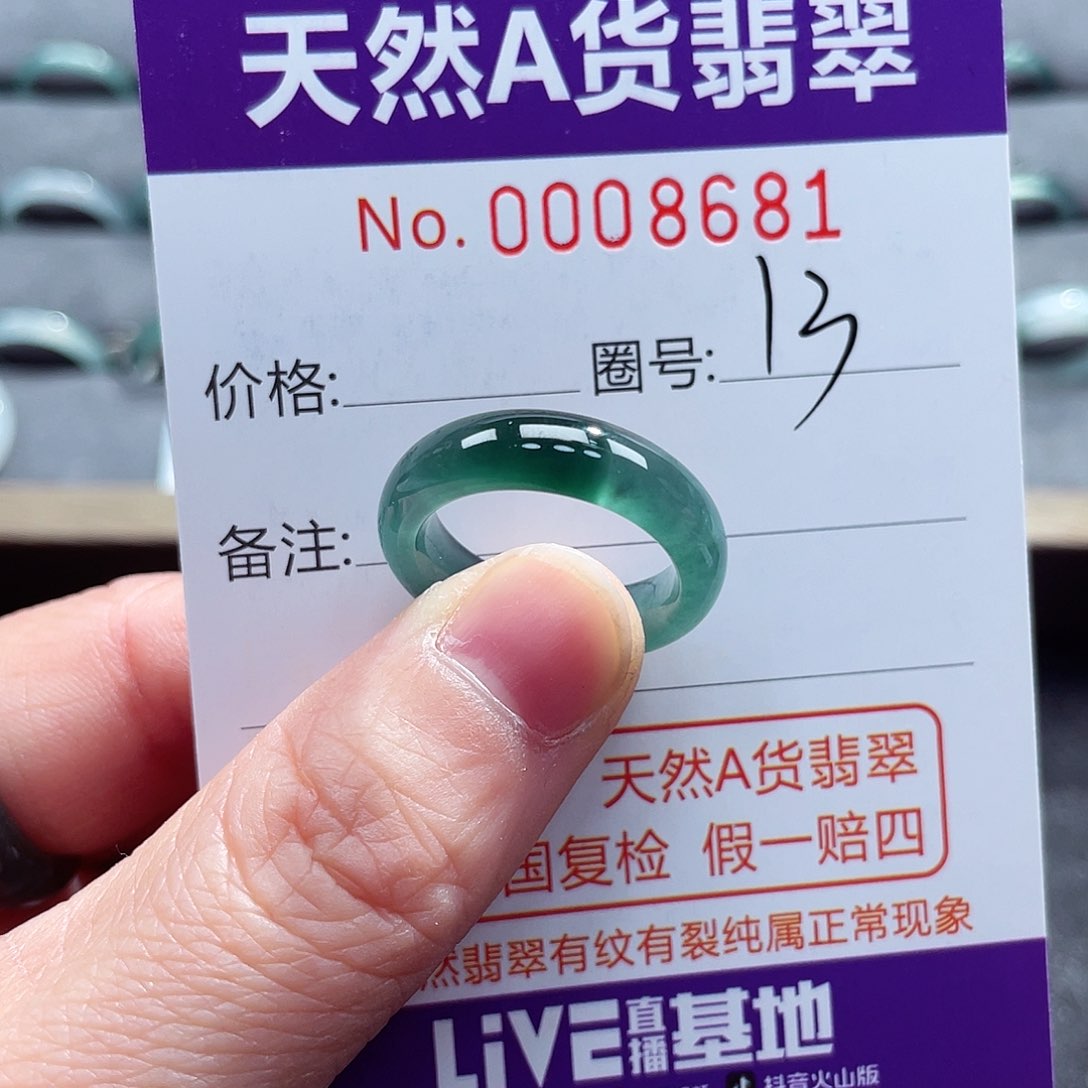 天然A货翡翠
No. 0008681
价格: 圈号: 13
备注:
天然A货翡翠
国复检 假一赔四
然翡翠有纹有裂纯属正常现象
LiVE直播基地
抖音火山版